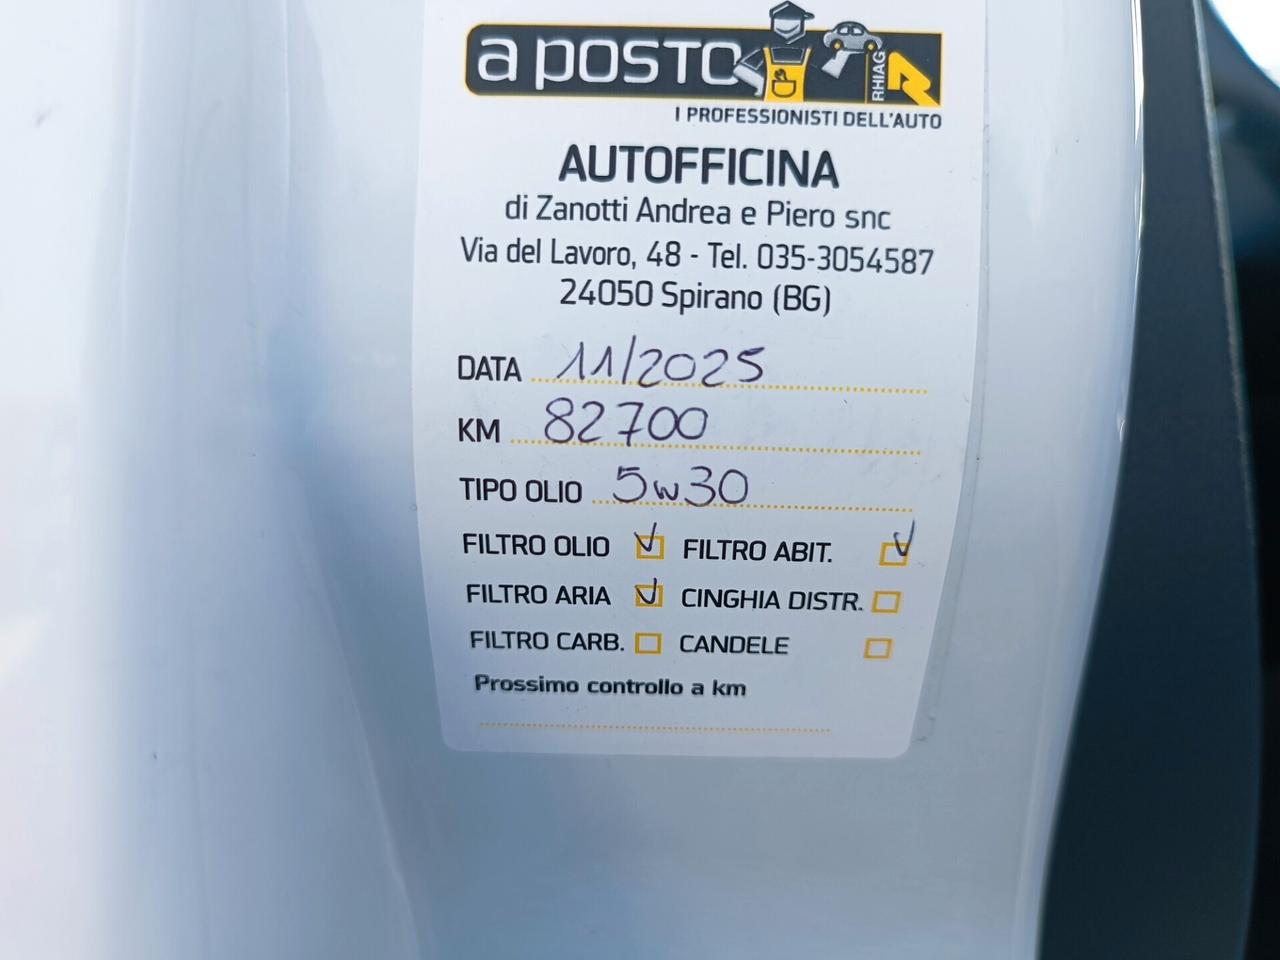 a POSTO
RHIAG
I PROFESSIONISTI DELL'AUTO
AUTOFFICINA
di Zanotti Andrea e Piero snc
Via del Lavoro, 48 - Tel. 035-3054587
24050 Spirano (BG)
DATA 11/2025
KM 82700
TIPO OLIO 5w30
FILTRO OLIO FILTRO ABIT.
FILTRO ARIA CINGHIA DISTR.
FILTRO CARB. CANDELE
Prossimo controllo a km